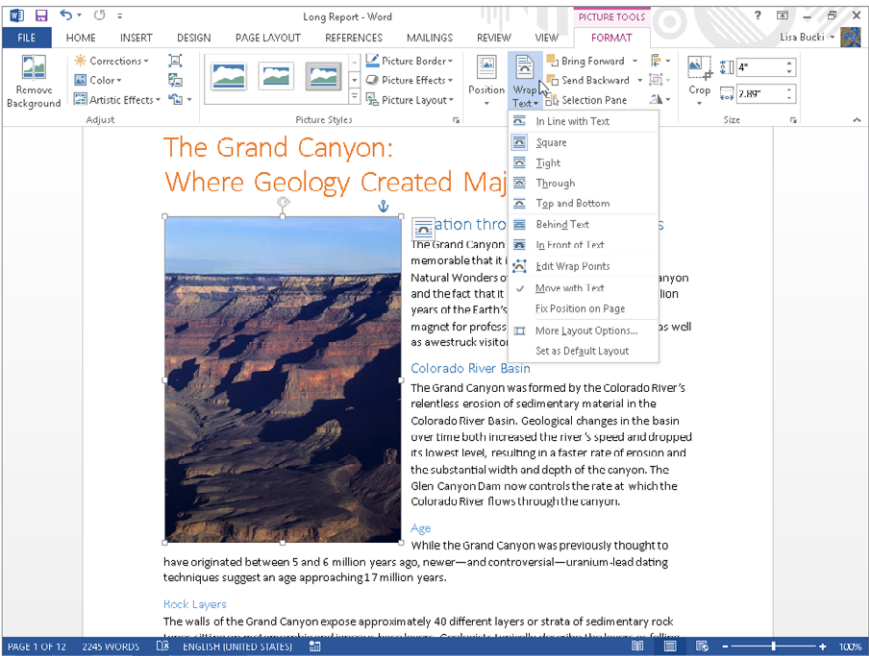 Long Report - Word
PICTURE TOOLS
?
FILE HOME INSERT DESIGN PAGE LAYOUT REFERENCES MAILINGS REVIEW VIEW FORMAT
Lisa Bucki
Remove Background
Corrections
Color
Artistic Effects
Adjust
Picture Styles
Picture Border
Picture Effects
Picture Layout
Position
Wrap Text
Bring Forward
Send Backward
Selection Pane
Crop
4"
2.89"
Size
In Line with Text
Square
Tight
Through
Top and Bottom
Behind Text
In Front of Text
Edit Wrap Points
Move with Text
Fix Position on Page
More Layout Options...
Set as Default Layout
The Grand Canyon:
Where Geology Created Maj
ation thro s
The Grand Canyon
memorable that it i
Natural Wonders o anyon
and the fact that it lion
years of the Earth's
magnet for profess as well
as awestruck visitor
Colorado River Basin
The Grand Canyon was formed by the Colorado River's
relentless erosion of sedimentary material in the
Colorado River Basin. Geological changes in the basin
over time both increased the river's speed and dropped
its lowest level, resulting in a faster rate of erosion and
the substantial width and depth of the canyon. The
Glen Canyon Dam now controls the rate at which the
Colorado River flows through the canyon.
Age
While the Grand Canyon was previously thought to
have originated between 5 and 6 million years ago, newer—and controversial—uranium-lead dating
techniques suggest an age approaching 17 million years.
Rock Layers
The walls of the Grand Canyon expose approximately 40 different layers or strata of sedimentary rock
PAGE 1 OF 12 2245 WORDS ENGLISH (UNITED STATES) 100%